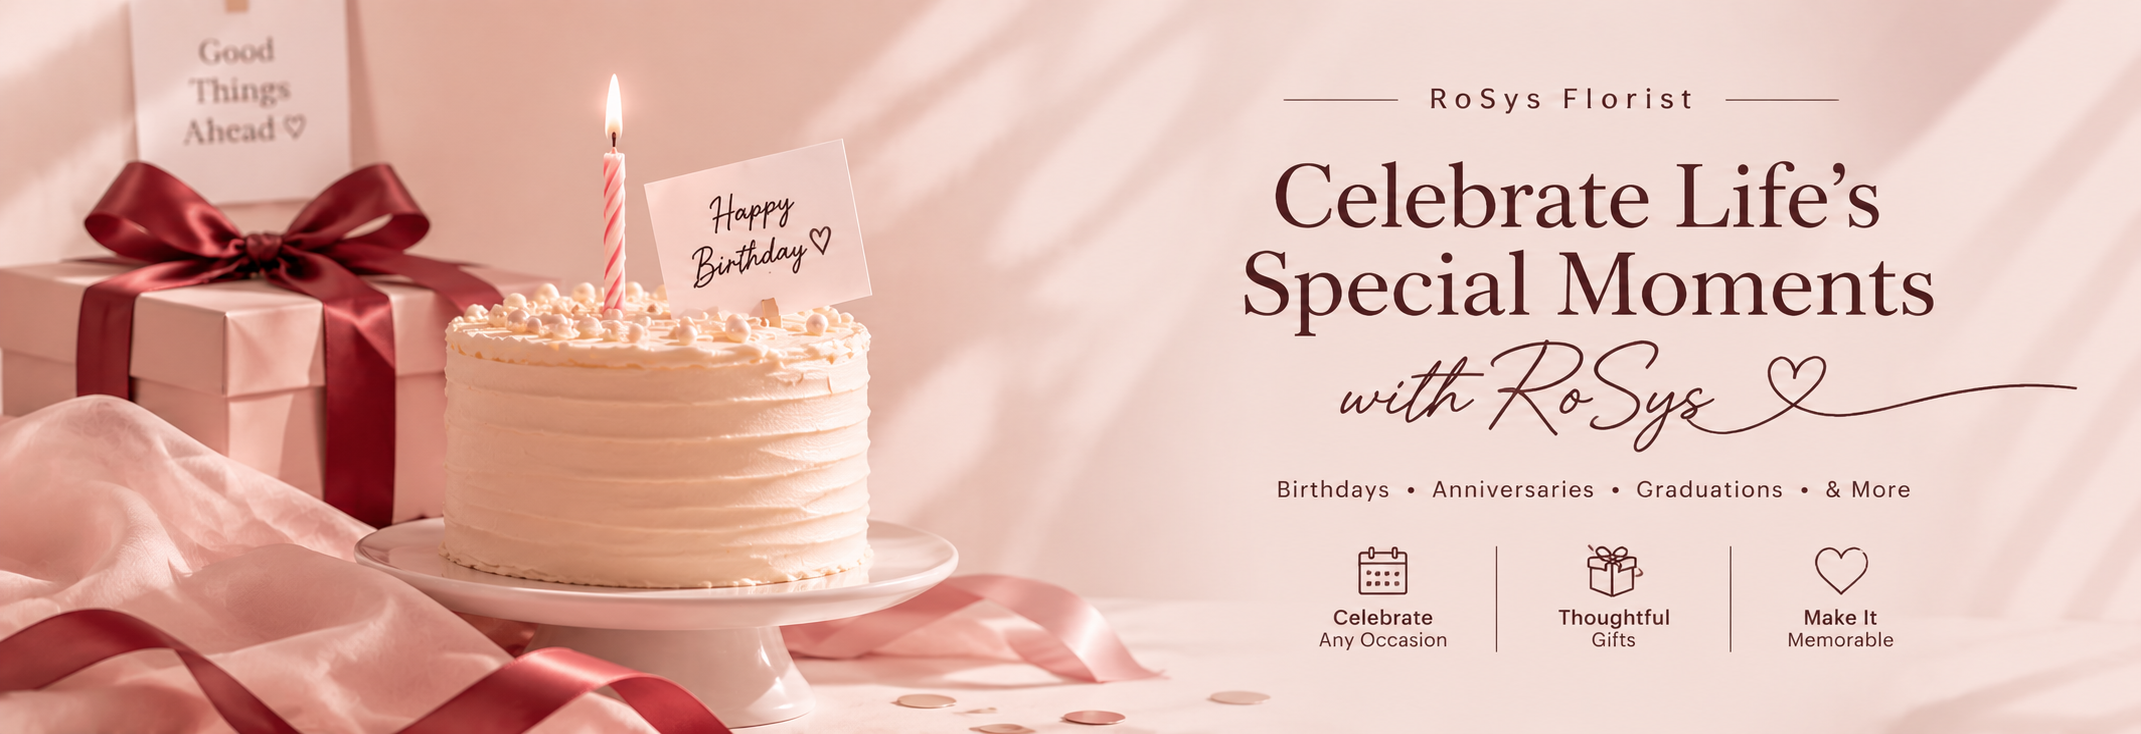 Good
Things
Ahead ♡
Happy
Birthday ♡
RoSys Florist
Celebrate Life’s
Special Moments
with RoSys
Birthdays • Anniversaries • Graduations • & More
Celebrate
Any Occasion
Thoughtful
Gifts
Make It
Memorable